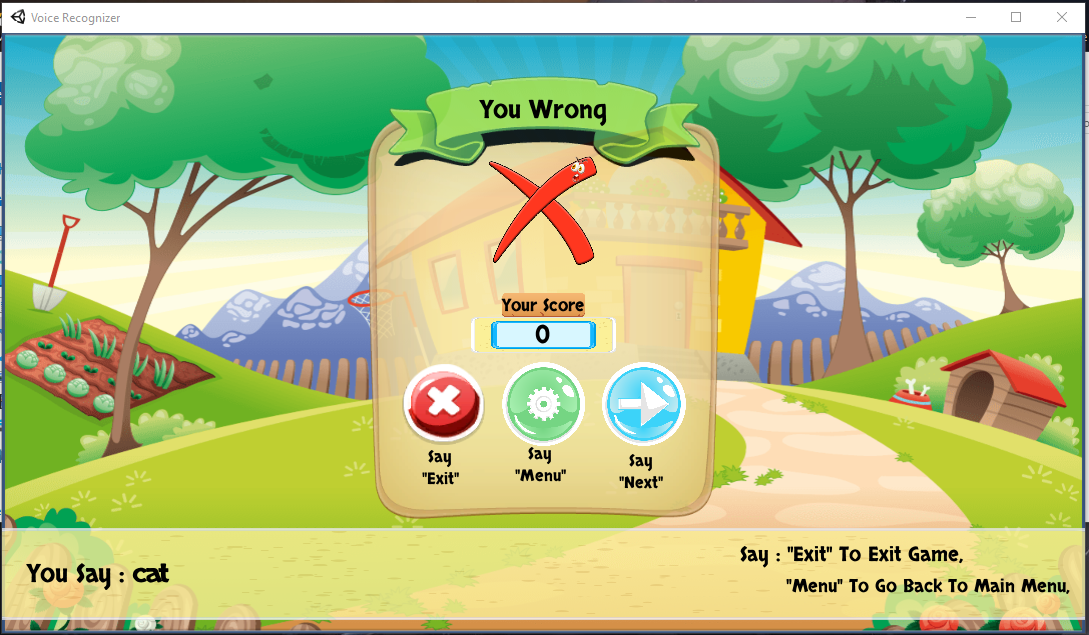 Voice Recognizer
You Wrong
Your Score
0
Say
"Exit"
Say
"Menu"
Say
"Next"
You Say : cat
Say : "Exit" To Exit Game,
"Menu" To Go Back To Main Menu,